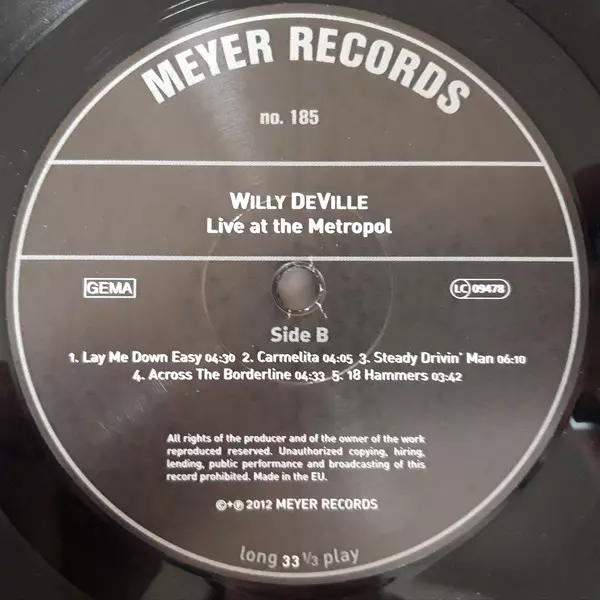 MEYER RECORDS
no. 185
WILLY DEVILLE
Live at the Metropol
GEMA
LC 09478
Side B
1. Lay Me Down Easy 04:30 2. Carmelita 04:05 3. Steady Drivin' Man 06:10
4. Across The Borderline 04:33 5. 18 Hammers 03:42
All rights of the producer and of the owner of the work
reproduced reserved. Unauthorized copying, hiring,
lending, public performance and broadcasting of this
record prohibited. Made in the EU.
©+℗ 2012 MEYER RECORDS
long 33 1/3 play